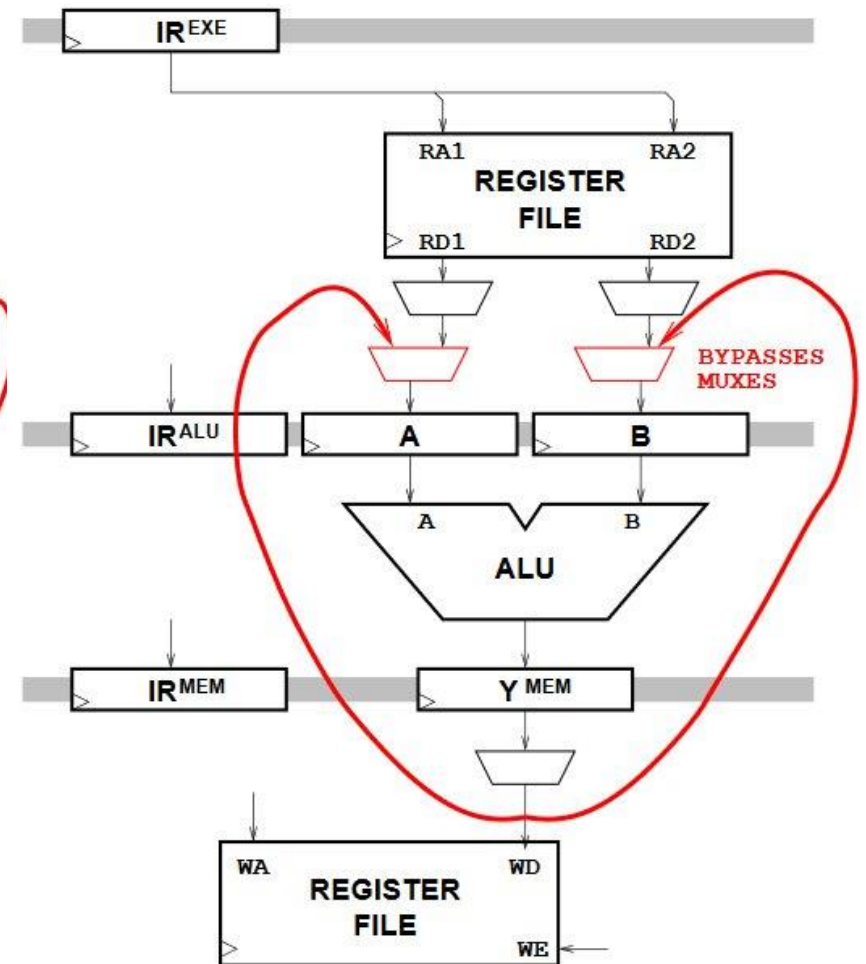 IR EXE
RA1 RA2
REGISTER
FILE
RD1 RD2
BYPASSES
MUXES
IR ALU A B
A B
ALU
IR MEM Y MEM
WA WD
REGISTER
FILE
WE